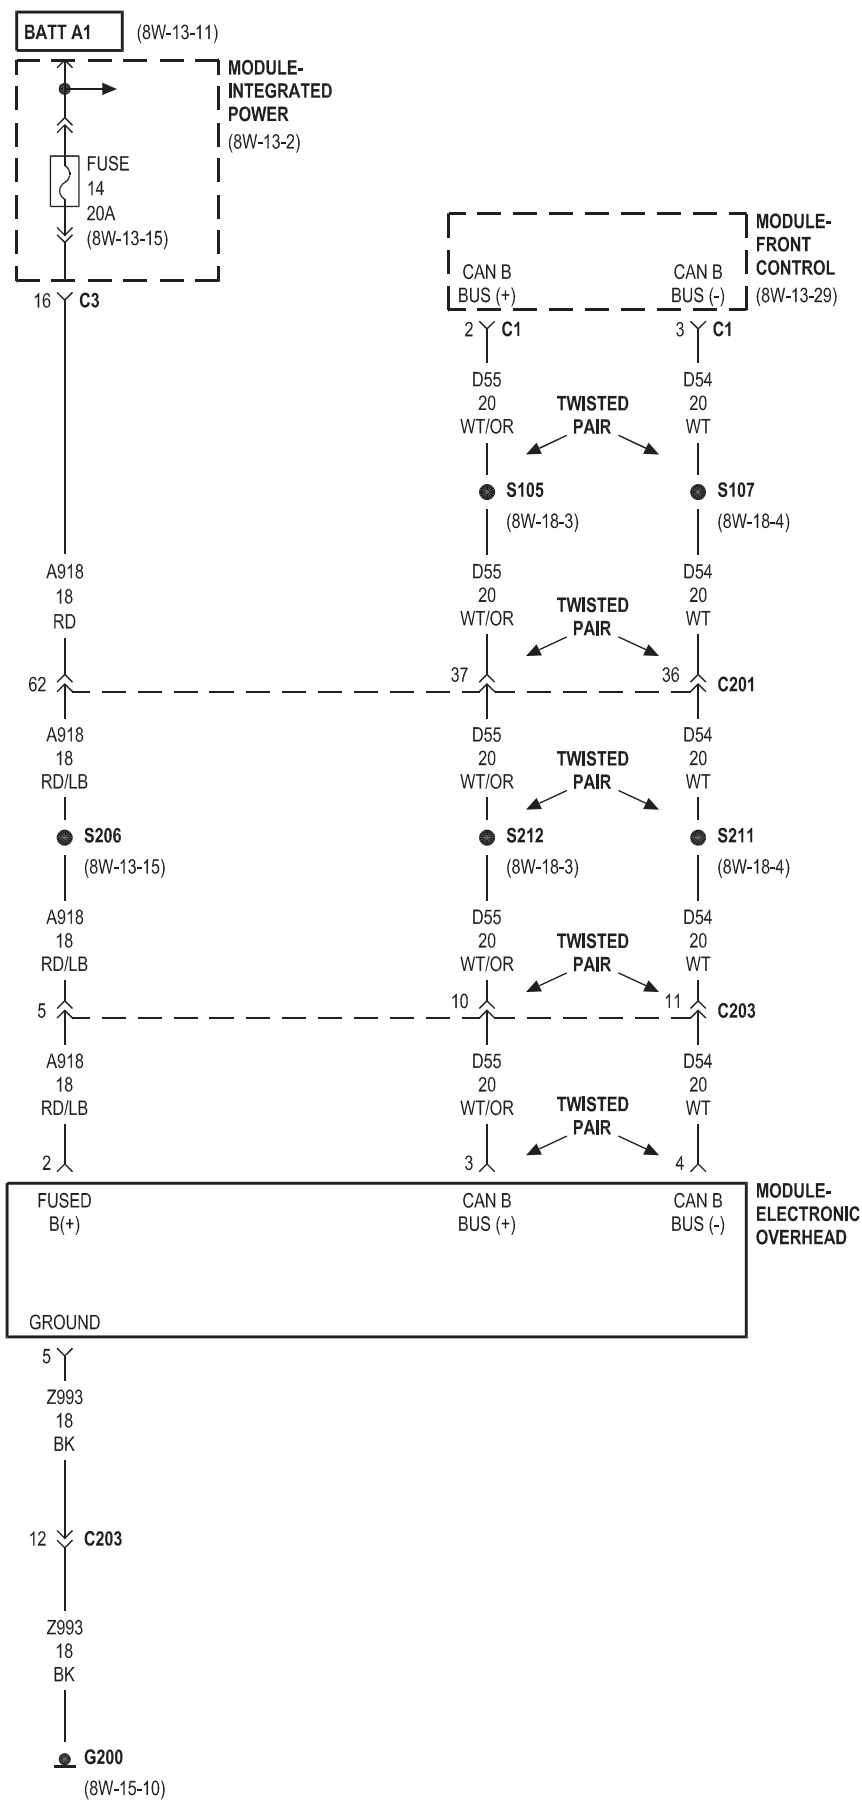 BATT A1 (8W-13-11)
MODULE-
INTEGRATED
POWER
(8W-13-2)
FUSE
14
20A
(8W-13-15)
16 C3
MODULE-
FRONT
CONTROL
(8W-13-29)
CAN B
BUS (+)
CAN B
BUS (-)
2 C1
3 C1
D55
20
WT/OR
TWISTED
PAIR
D54
20
WT
S105
(8W-18-3)
S107
(8W-18-4)
A918
18
RD
D55
20
WT/OR
TWISTED
PAIR
D54
20
WT
62
37
36
C201
A918
18
RD/LB
D55
20
WT/OR
TWISTED
PAIR
D54
20
WT
S206
(8W-13-15)
S212
(8W-18-3)
S211
(8W-18-4)
A918
18
RD/LB
D55
20
WT/OR
TWISTED
PAIR
D54
20
WT
5
10
11
C203
A918
18
RD/LB
D55
20
WT/OR
TWISTED
PAIR
D54
20
WT
2
3
4
FUSED
B(+)
CAN B
BUS (+)
CAN B
BUS (-)
MODULE-
ELECTRONIC
OVERHEAD
GROUND
5
Z993
18
BK
12 C203
Z993
18
BK
G200
(8W-15-10)